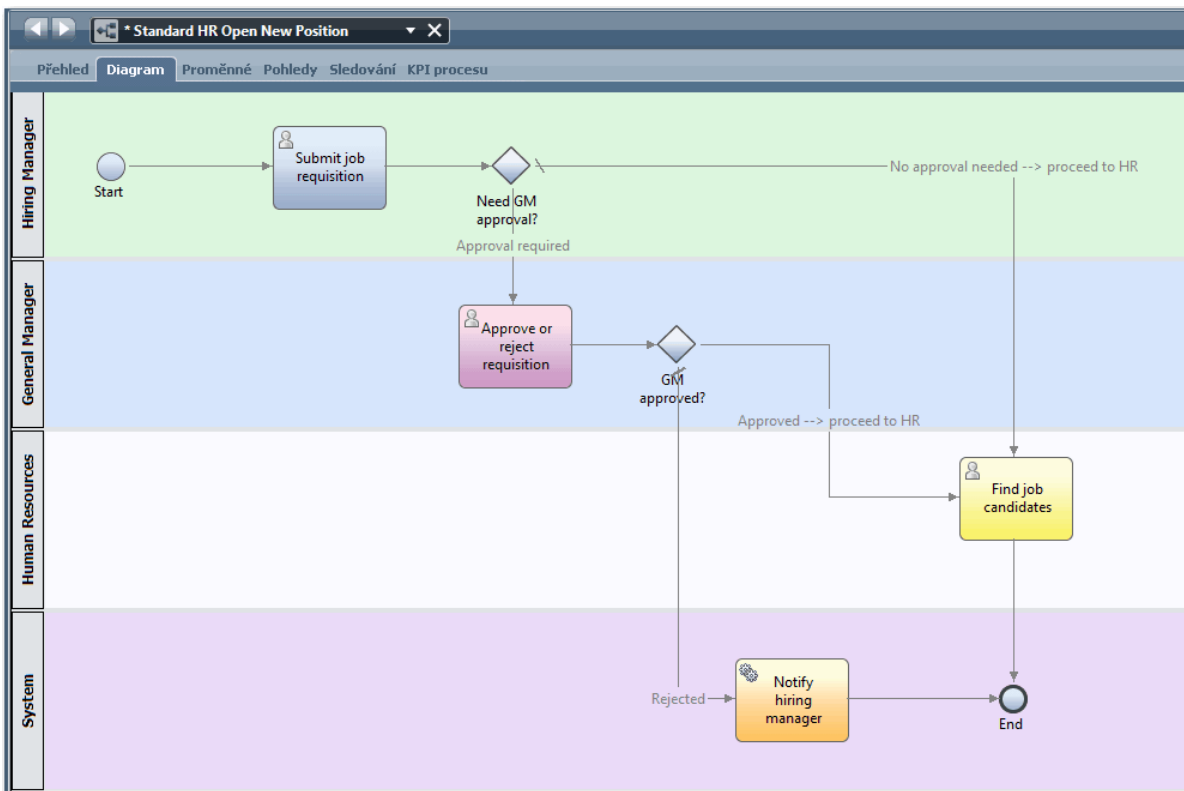 * Standard HR Open New Position
Přehled Diagram Proměnné Pohledy Sledování KPI procesu
Hiring Manager
Start
Submit job
requisition
Need GM
approval?
No approval needed --> proceed to HR
Approval required
General Manager
Approve or
reject
requisition
GM
approved?
Approved --> proceed to HR
Human Resources
Find job
candidates
System
Rejected
Notify
hiring
manager
End